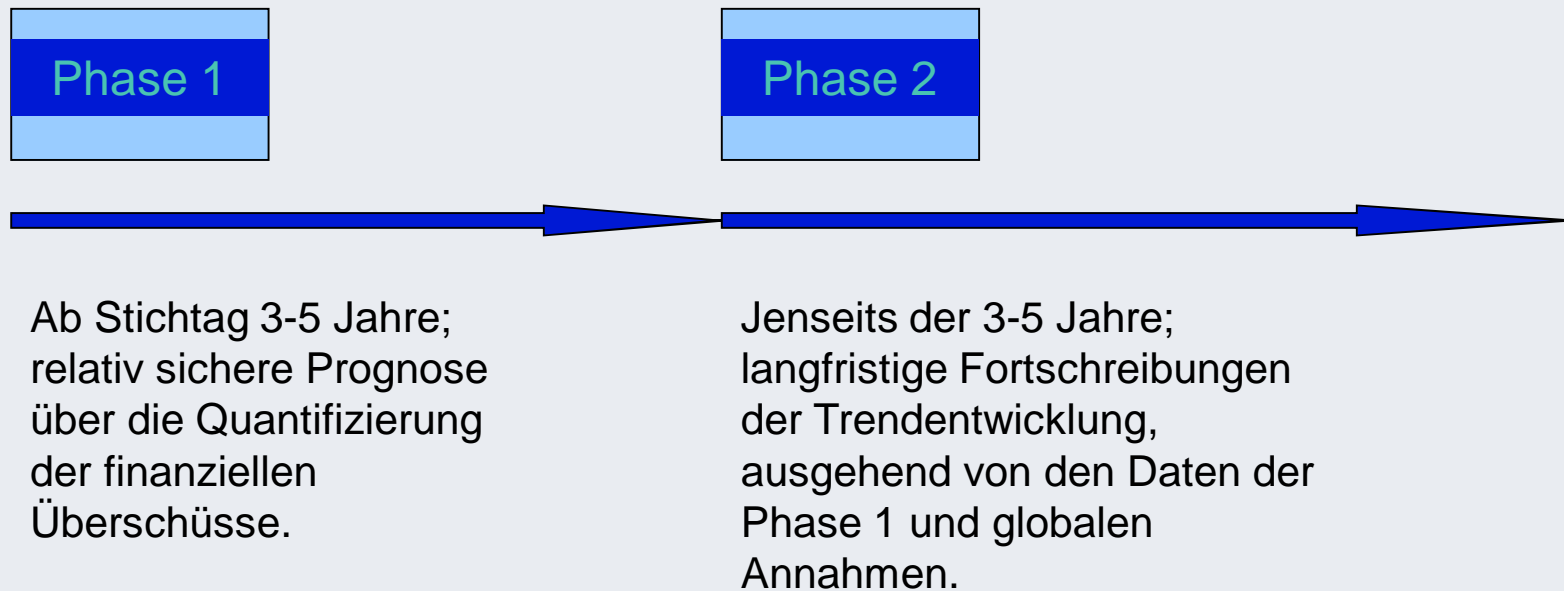 Phase 1
Phase 2
Ab Stichtag 3-5 Jahre;
relativ sichere Prognose
über die Quantifizierung
der finanziellen
Überschüsse.
Jenseits der 3-5 Jahre;
langfristige Fortschreibungen
der Trendentwicklung,
ausgehend von den Daten der
Phase 1 und globalen
Annahmen.